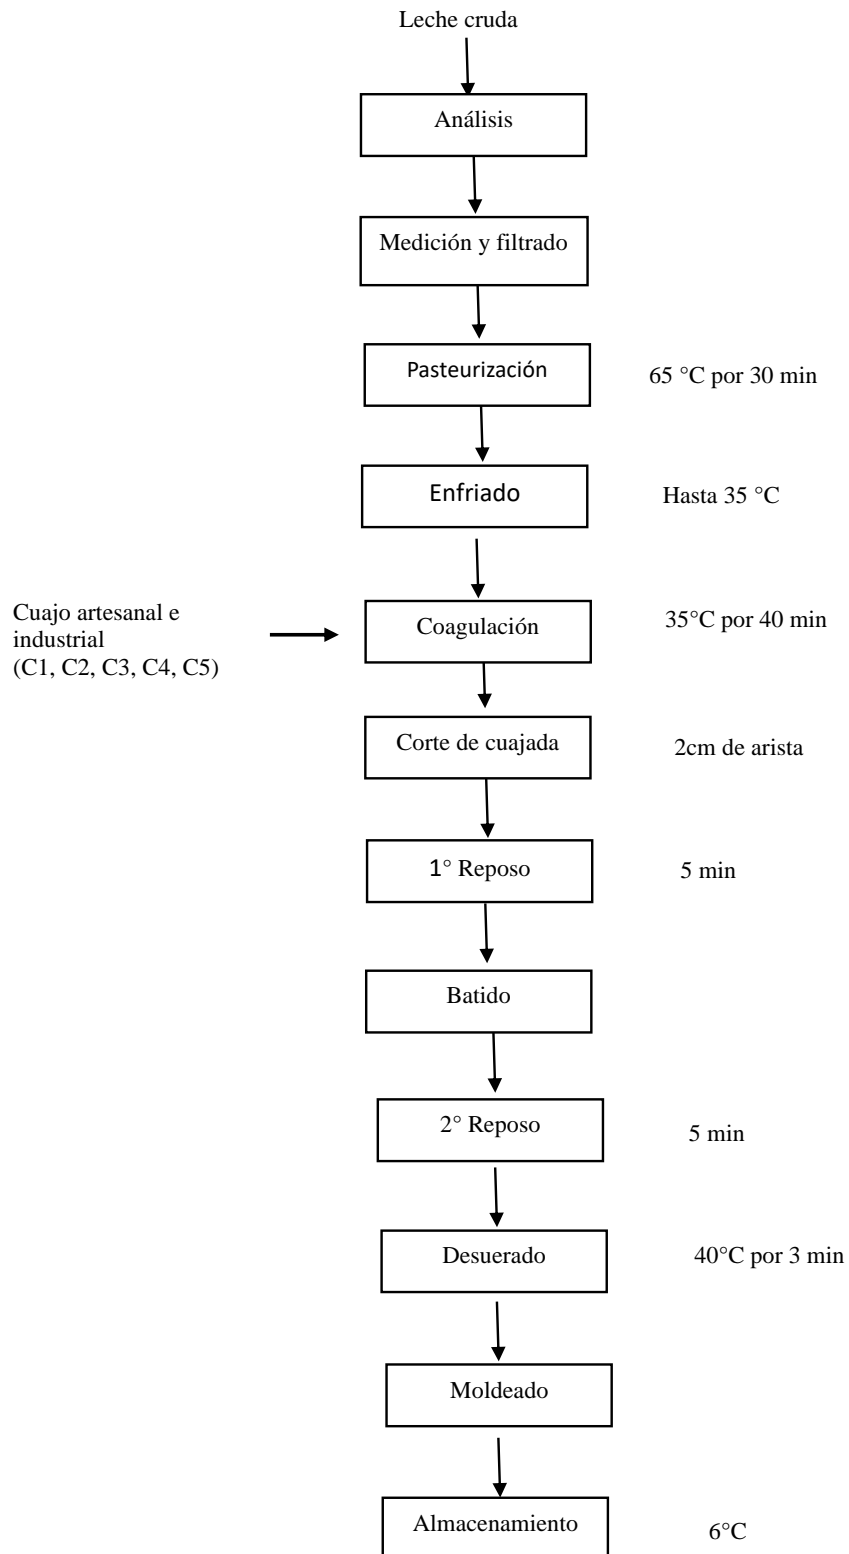 Leche cruda
Análisis
Medición y filtrado
Pasteurización
65 °C por 30 min
Enfriado
Hasta 35 °C
Cuajo artesanal e
industrial
(C1, C2, C3, C4, C5)
Coagulación
35°C por 40 min
Corte de cuajada
2cm de arista
1° Reposo
5 min
Batido
2° Reposo
5 min
Desuerado
40°C por 3 min
Moldeado
Almacenamiento
6°C